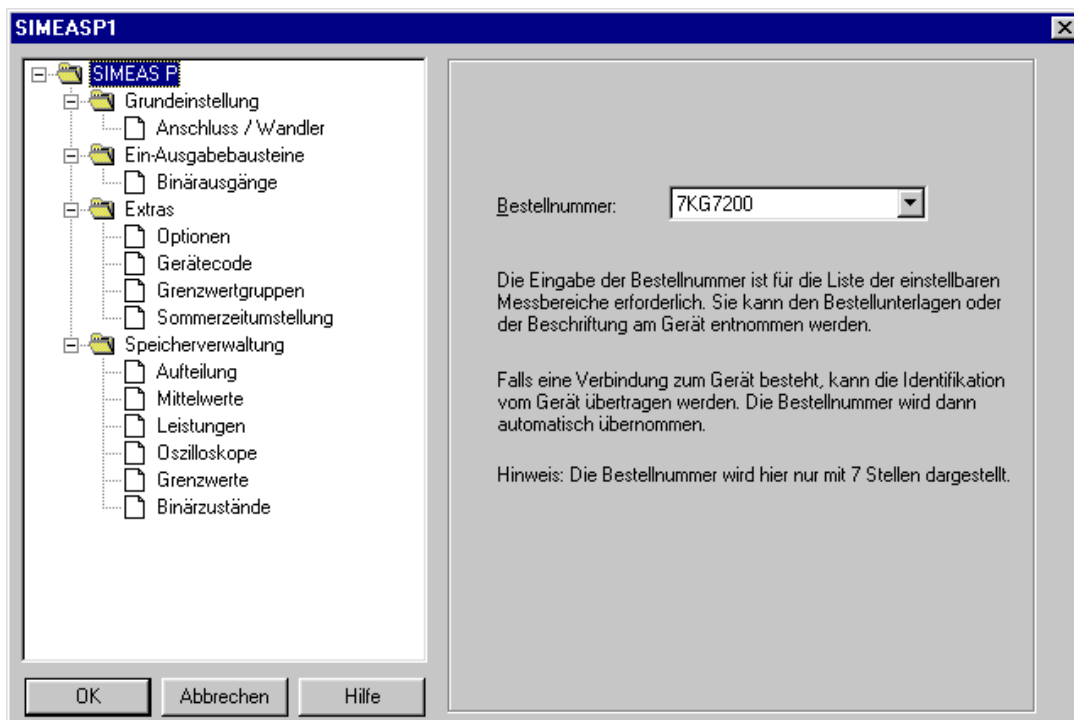 SIMEASP1
SIMEAS P
Grundeinstellung
Anschluss / Wandler
Ein-Ausgabebausteine
Binärausgänge
Extras
Optionen
Gerätecode
Grenzwertgruppen
Sommerzeitumstellung
Speicherverwaltung
Aufteilung
Mittelwerte
Leistungen
Oszilloskope
Grenzwerte
Binärzustände
Bestellnummer: 7KG7200
Die Eingabe der Bestellnummer ist für die Liste der einstellbaren
Messbereiche erforderlich. Sie kann den Bestellunterlagen oder
der Beschriftung am Gerät entnommen werden.
Falls eine Verbindung zum Gerät besteht, kann die Identifikation
vom Gerät übertragen werden. Die Bestellnummer wird dann
automatisch übernommen.
Hinweis: Die Bestellnummer wird hier nur mit 7 Stellen dargestellt.
OK Abbrechen Hilfe